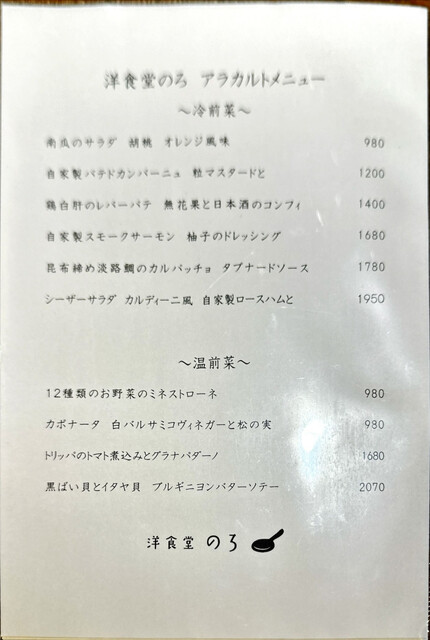 洋食堂のろ アラカルトメニュー
～冷前菜～
南瓜のサラダ 胡桃 オレンジ風味 980
自家製パテドカンパーニュ 粒マスタードと 1200
鶏白肝のレバーパテ 無花果と日本酒のコンフィ 1400
自家製スモークサーモン 柚子のドレッシング 1680
昆布締め淡路鯛のカルパッチョ タプナードソース 1780
シーザーサラダ カルディーニ風 自家製ロースハムと 1950
～温前菜～
12種類のお野菜のミネストローネ 980
カポナータ 白バルサミコヴィネガーと松の実 980
トリッパのトマト煮込みとグラナパダーノ 1680
黒ばい貝とイタヤ貝 ブルギニヨンバターソテー 2070
洋食堂 のろ